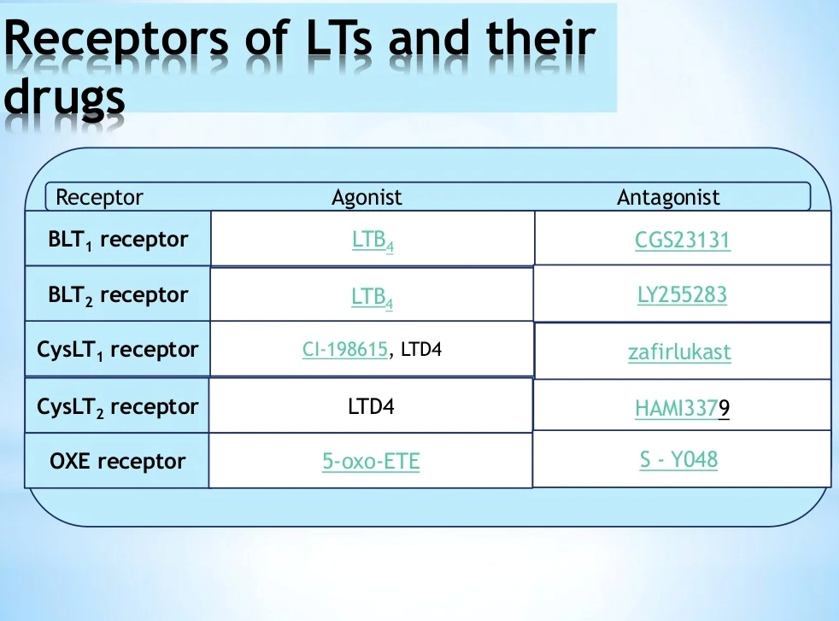 Receptors of LTs and their
drugs
Receptor Agonist Antagonist
BLT₁ receptor LTB₄ CGS23131
BLT₂ receptor LTB₄ LY255283
CysLT₁ receptor CI-198615, LTD4 zafirlukast
CysLT₂ receptor LTD4 HAMI3379
OXE receptor 5-oxo-ETE S - Y048